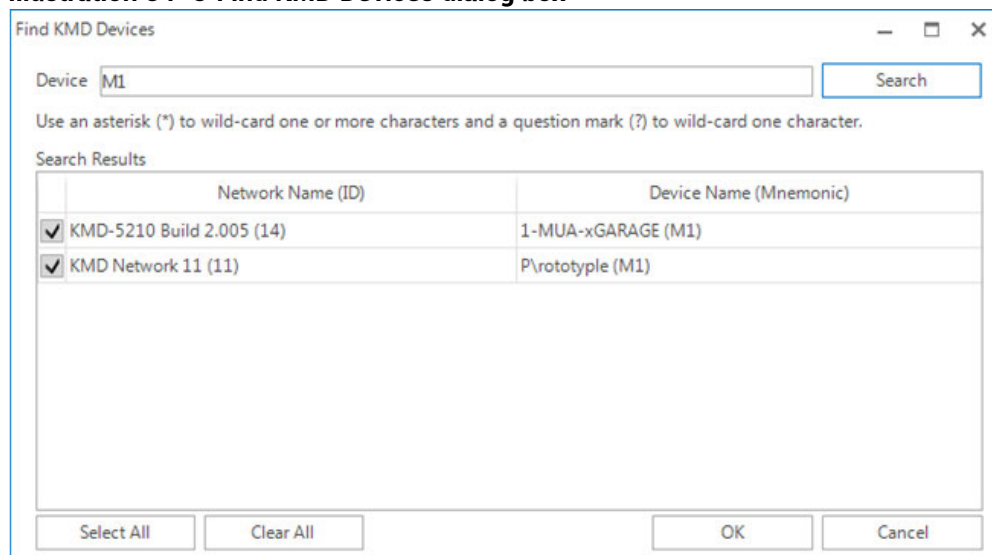 Find KMD Devices
Device M1 Search
Use an asterisk (*) to wild-card one or more characters and a question mark (?) to wild-card one character.
Search Results
Network Name (ID) Device Name (Mnemonic)
KMD-5210 Build 2.005 (14) 1-MUA-xGARAGE (M1)
KMD Network 11 (11) P\rototyple (M1)
Select All Clear All OK Cancel